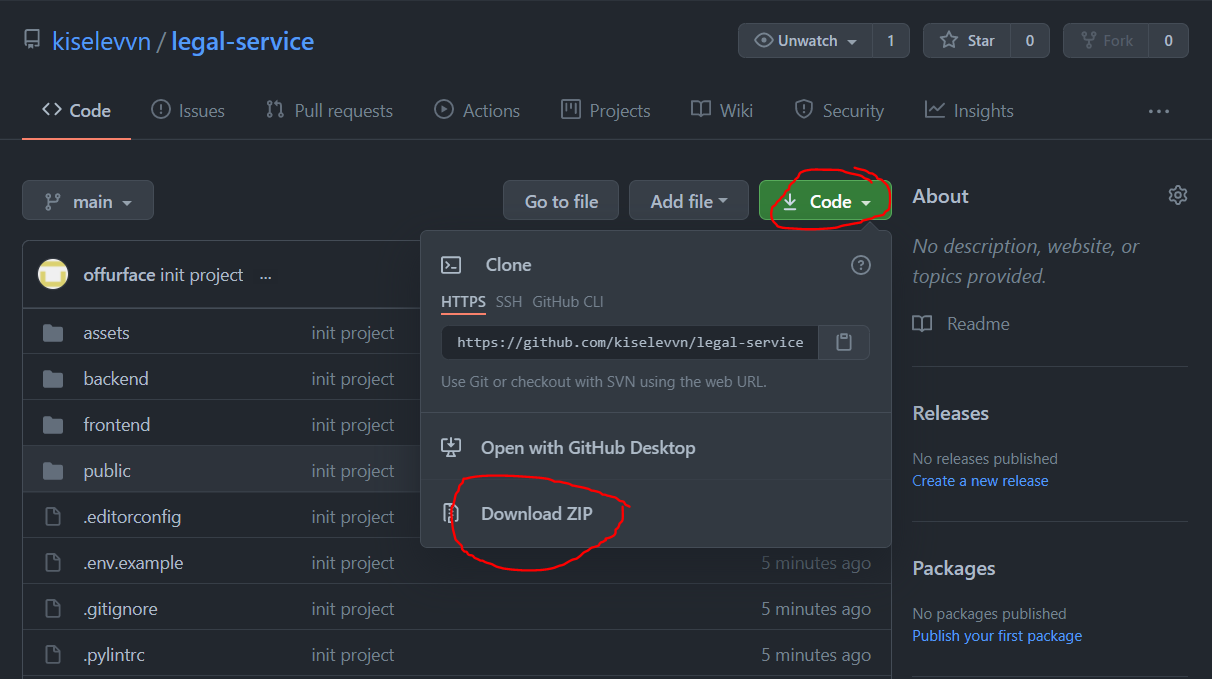 kiselevvn / legal-service
Unwatch 1 Star 0 Fork 0
Code Issues Pull requests Actions Projects Wiki Security Insights ...
main Go to file Add file Code
offurface init project ...
assets init project
backend init project
frontend init project
public init project
.editorconfig init project
.env.example init project 5 minutes ago
.gitignore init project 5 minutes ago
.pylintrc init project 5 minutes ago
Clone
HTTPS SSH GitHub CLI
https://github.com/kiselevvn/legal-service
Use Git or checkout with SVN using the web URL.
Open with GitHub Desktop
Download ZIP
About
No description, website, or
topics provided.
Readme
Releases
No releases published
Create a new release
Packages
No packages published
Publish your first package